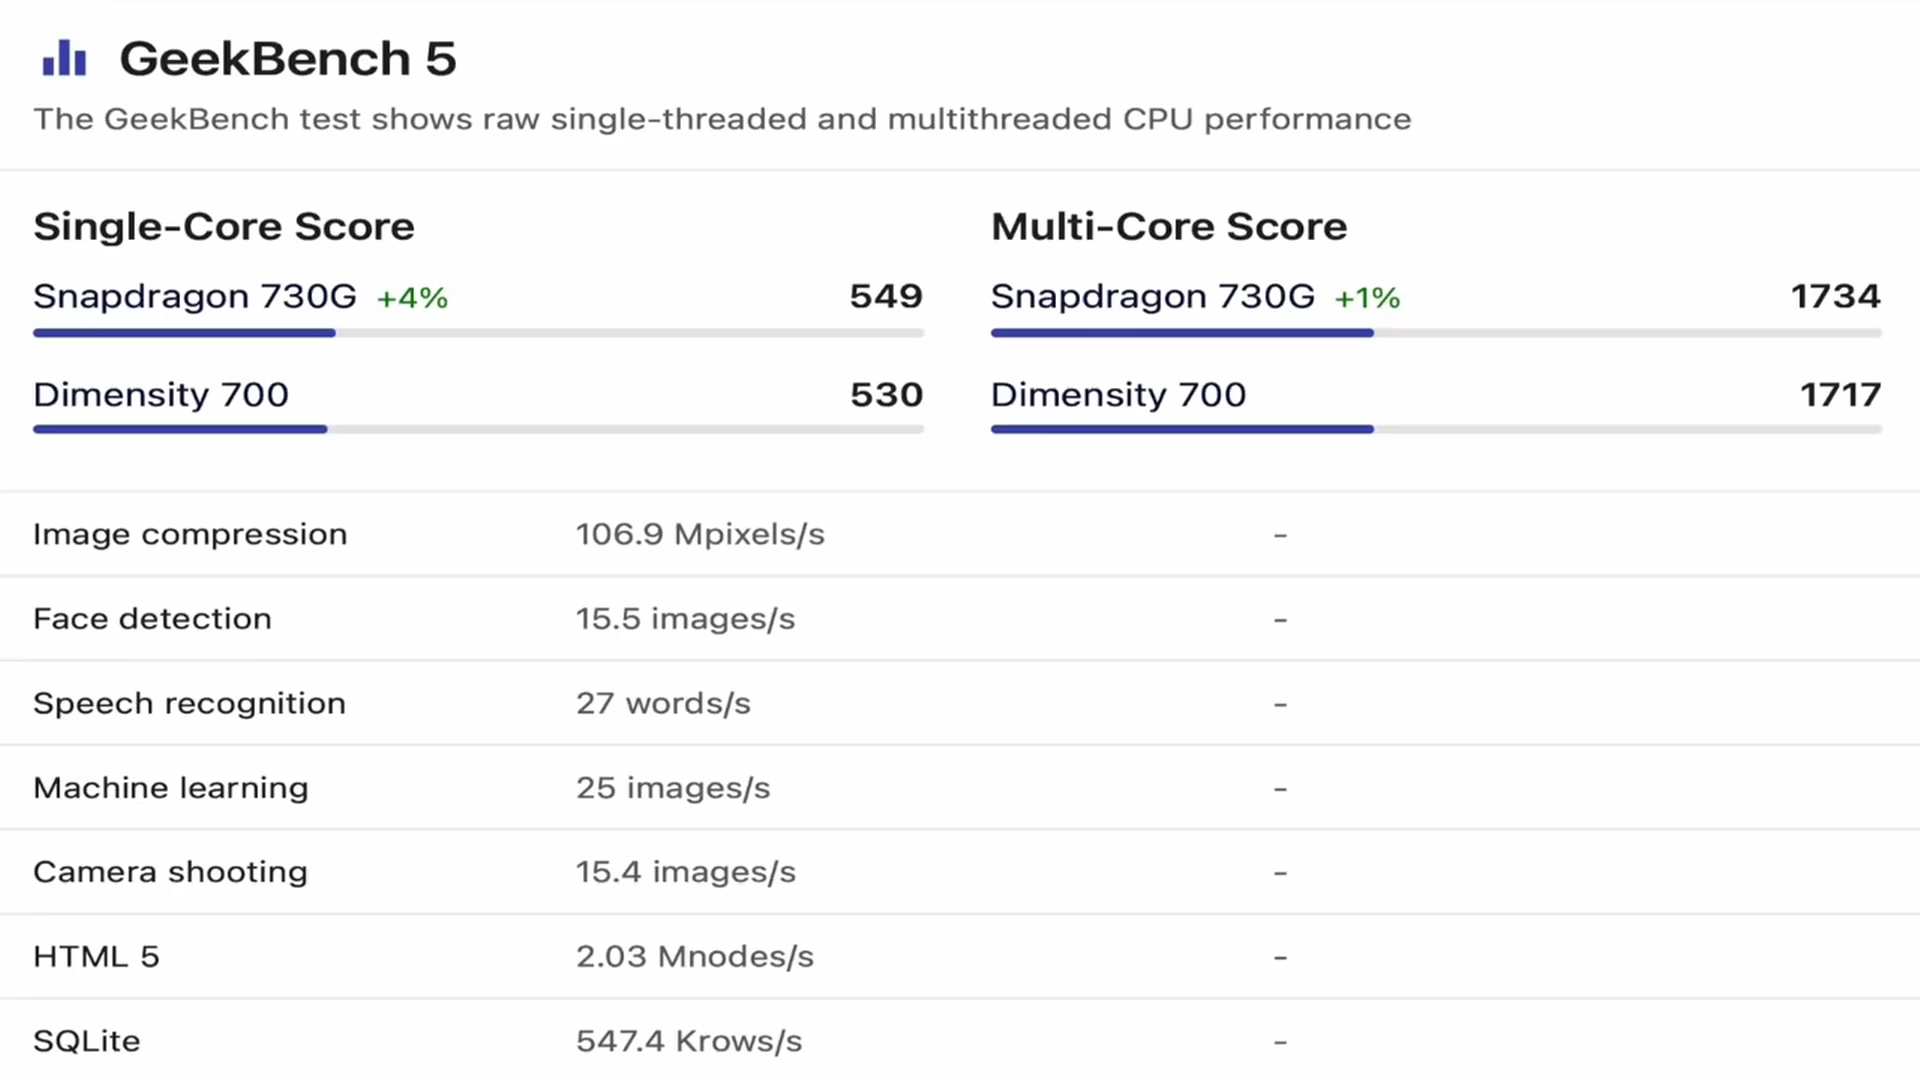 GeekBench 5
The GeekBench test shows raw single-threaded and multithreaded CPU performance
Single-Core Score
Snapdragon 730G +4% 549
Dimensity 700 530
Multi-Core Score
Snapdragon 730G +1% 1734
Dimensity 700 1717
Image compression 106.9 Mpixels/s -
Face detection 15.5 images/s -
Speech recognition 27 words/s -
Machine learning 25 images/s -
Camera shooting 15.4 images/s -
HTML 5 2.03 Mnodes/s -
SQLite 547.4 Krows/s -